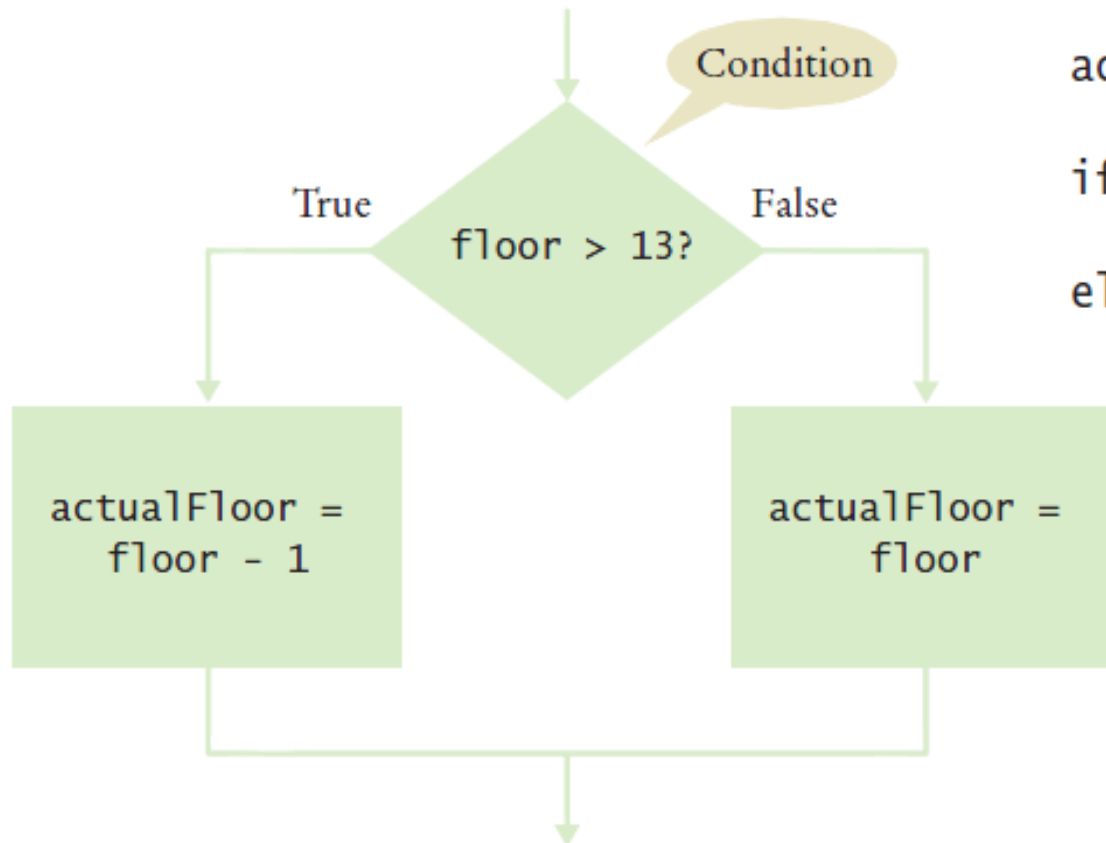 Condition
True
False
floor > 13?
actualFloor =
floor - 1
actualFloor =
floor